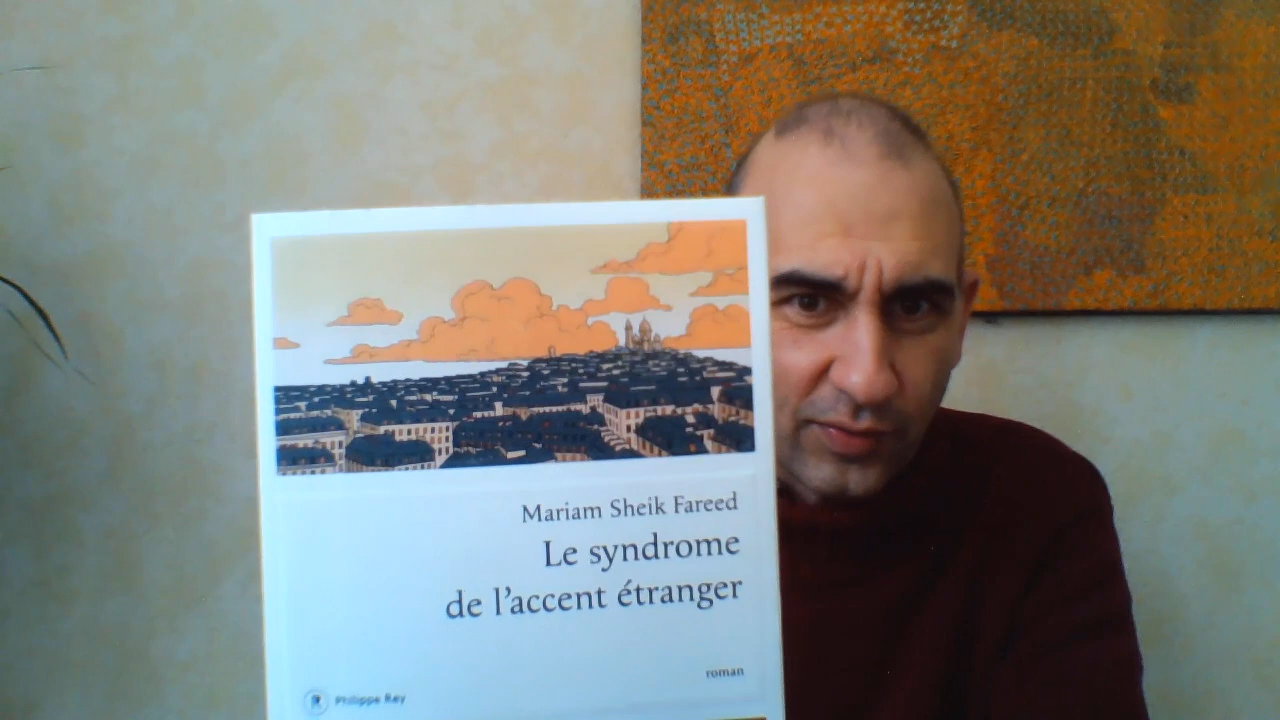 Mariam Sheik Fareed
Le syndrome
de l'accent étranger
roman
R Philippe Rey